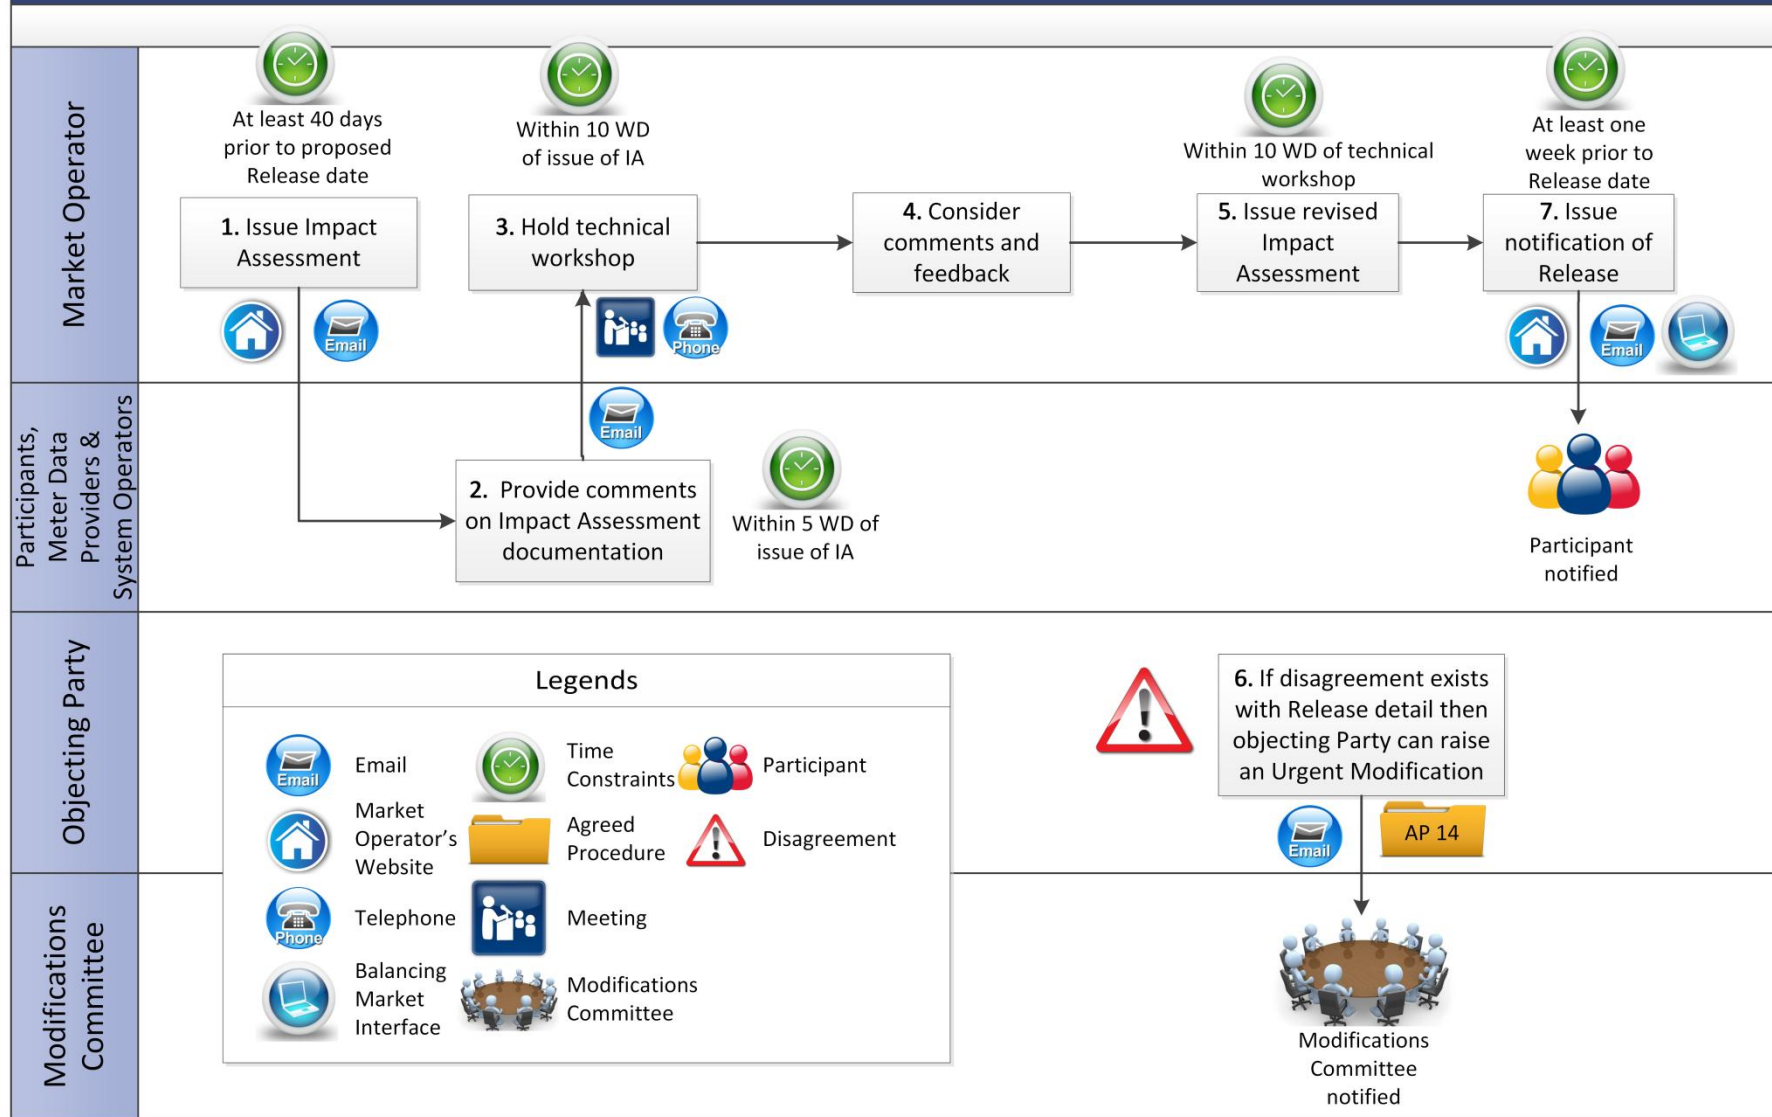 Market Operator
At least 40 days
prior to proposed
Release date
Within 10 WD
of issue of IA
Within 10 WD of technical
workshop
At least one
week prior to
Release date
1. Issue Impact
Assessment
3. Hold technical
workshop
4. Consider
comments and
feedback
5. Issue revised
Impact
Assessment
7. Issue
notification of
Release
Email
Phone
Email
Participants,
Meter Data
Providers &
System Operators
Email
2. Provide comments
on Impact Assessment
documentation
Within 5 WD of
issue of IA
Participant
notified
Objecting Party
6. If disagreement exists
with Release detail then
objecting Party can raise
an Urgent Modification
Email
AP 14
Legends
Email
Email
Time
Constraints
Participant
Market
Operator's
Website
Agreed
Procedure
Disagreement
Phone
Telephone
Meeting
Balancing
Market
Interface
Modifications
Committee
Modifications
Committee
Modifications
Committee
notified